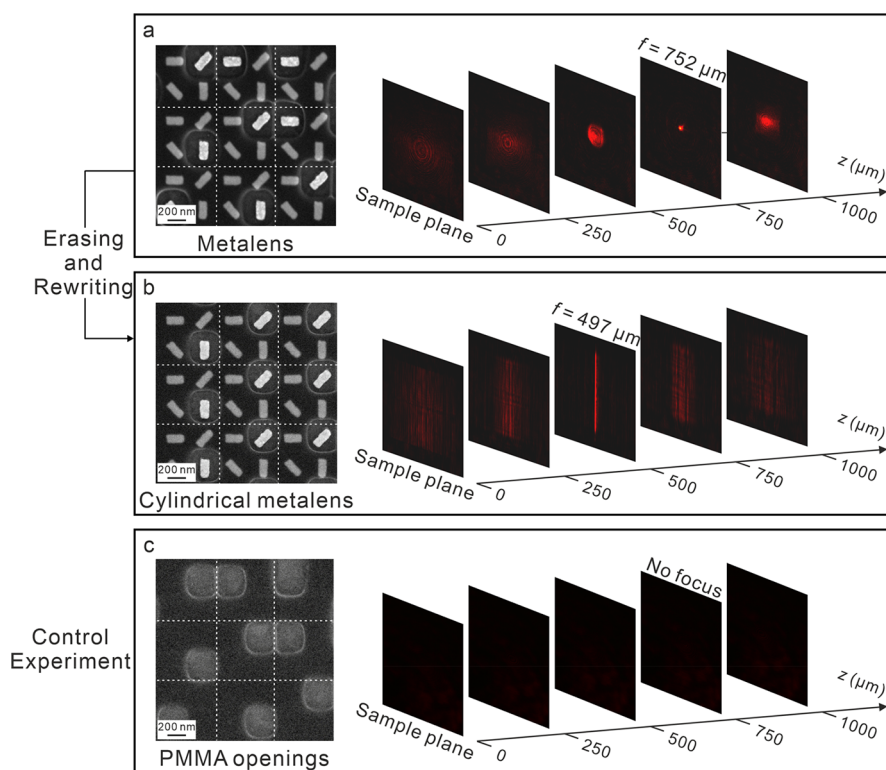 a
200 nm
Metalens
f = 752 μm
Sample plane
0
250
500
750
1000
z (μm)
Erasing
and
Rewriting
b
200 nm
Cylindrical metalens
f = 497 μm
Sample plane
0
250
500
750
1000
z (μm)
Control
Experiment
c
200 nm
PMMA openings
No focus
Sample plane
0
250
500
750
1000
z (μm)